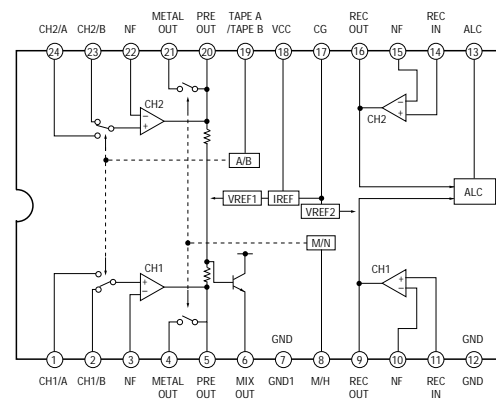 METAL PRE TAPE A REC REC
CH2/A CH2/B NF OUT OUT /TAPE B VCC CG OUT NF IN ALC
24 23 22 21 20 19 18 17 16 15 14 13
CH2 CH2
A/B
VREF1 IREF ALC
VREF2
M/N
CH1 CH1
GND GND
1 2 3 4 5 6 7 8 9 10 11 12
CH1/A CH1/B NF METAL PRE MIX GND1 M/H REC NF REC GND
OUT OUT OUT OUT IN